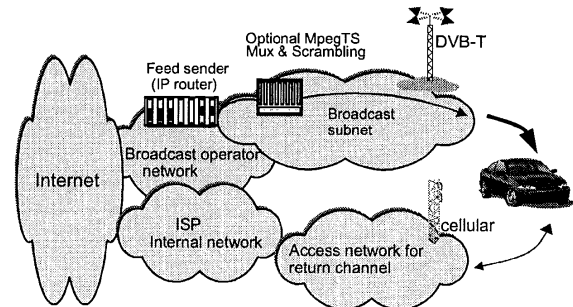 Optional MpegTS
Mux & Scrambling
DVB-T
Feed sender
(IP router)
Broadcast
subnet
Broadcast operator
network
Internet
ISP
Internal network
cellular
Access network for
return channel